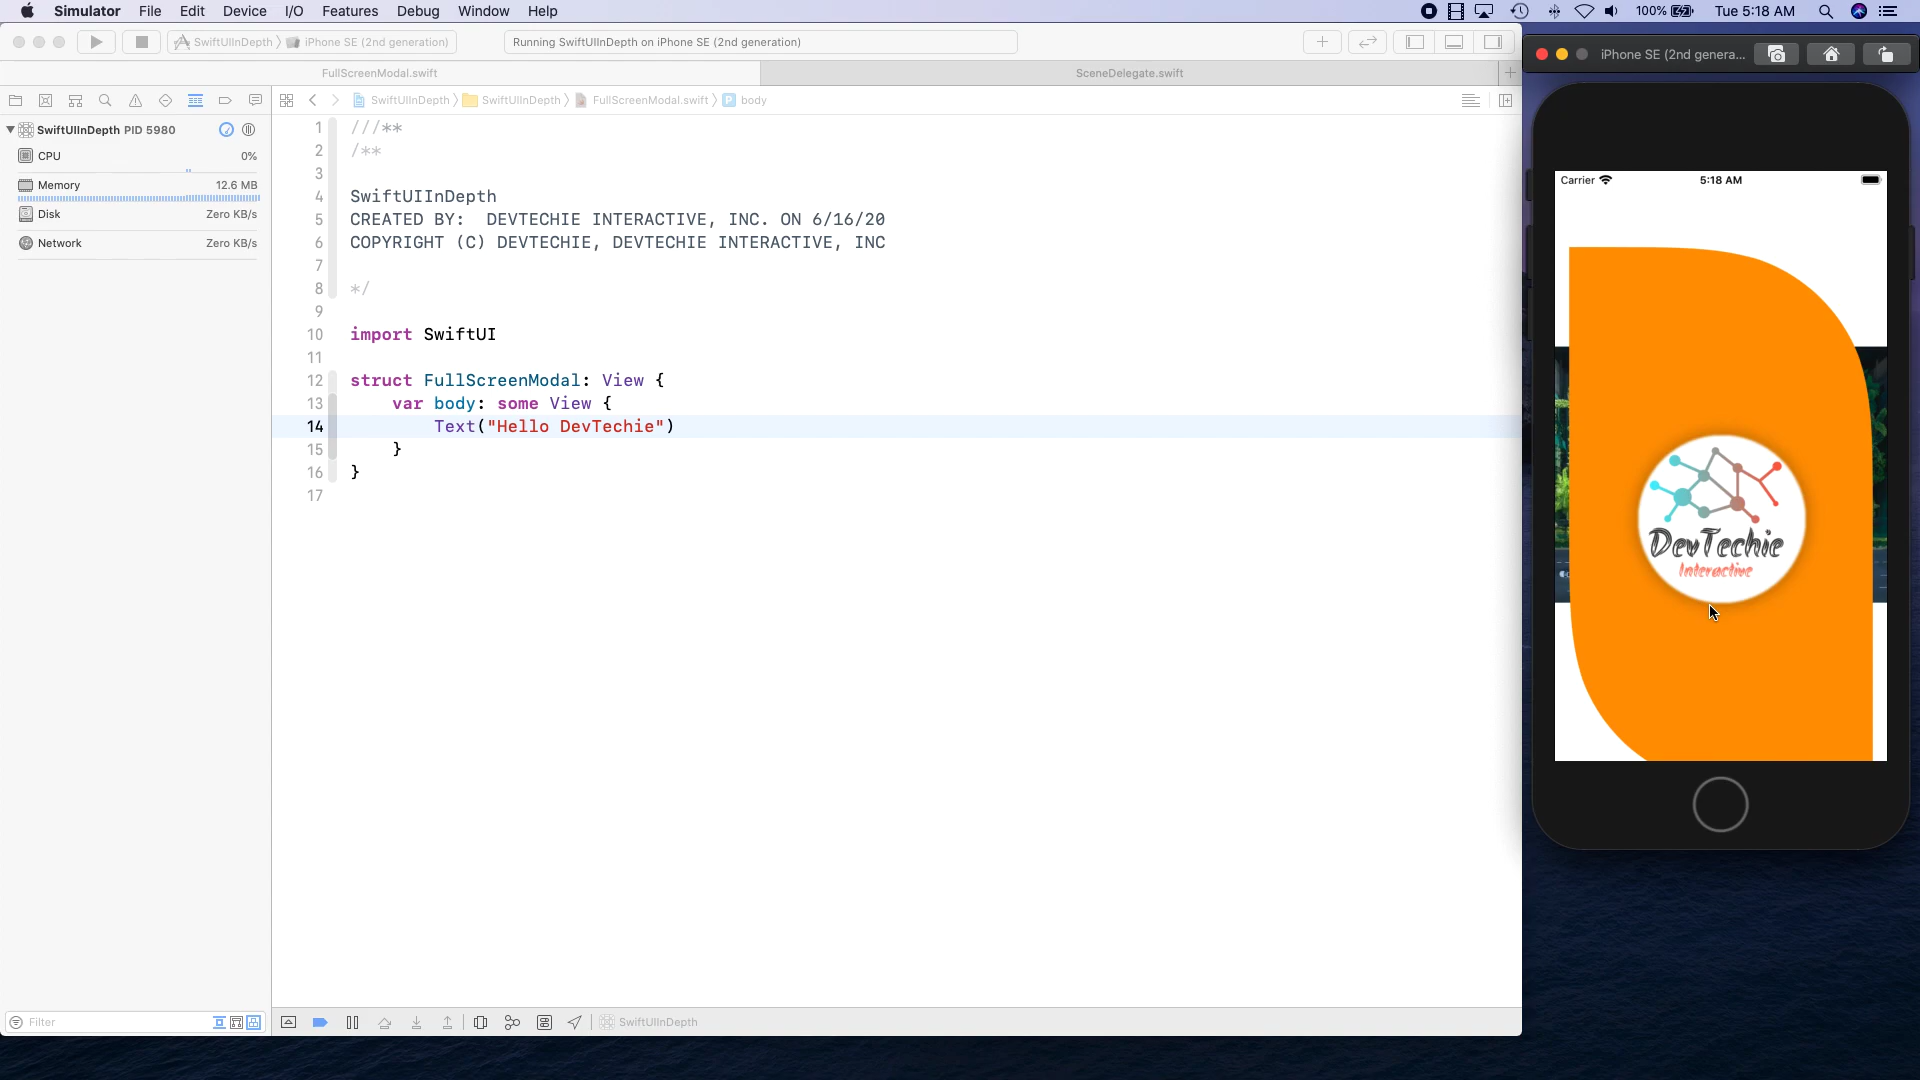 Simulator File Edit Device I/O Features Debug Window Help 100% Tue 5:18 AM
SwiftUIInDepth iPhone SE (2nd generation) Running SwiftUIInDepth on iPhone SE (2nd generation)
iPhone SE (2nd genera...
FullScreenModal.swift SceneDelegate.swift
SwiftUIInDepth SwiftUIInDepth FullScreenModal.swift body
SwiftUIInDepth PID 5980
CPU 0%
Memory 12.6 MB
Disk Zero KB/s
Network Zero KB/s
1 ///**
2 /**
3
4 SwiftUIInDepth
5 CREATED BY: DEVTECHIE INTERACTIVE, INC. ON 6/16/20
6 COPYRIGHT (C) DEVTECHIE, DEVTECHIE INTERACTIVE, INC
7
8 */
9
10 import SwiftUI
11
12 struct FullScreenModal: View {
13 var body: some View {
14 Text("Hello DevTechie")
15 }
16 }
17
Carrier 5:18 AM
DevTechie
Interactive
Filter
SwiftUIInDepth